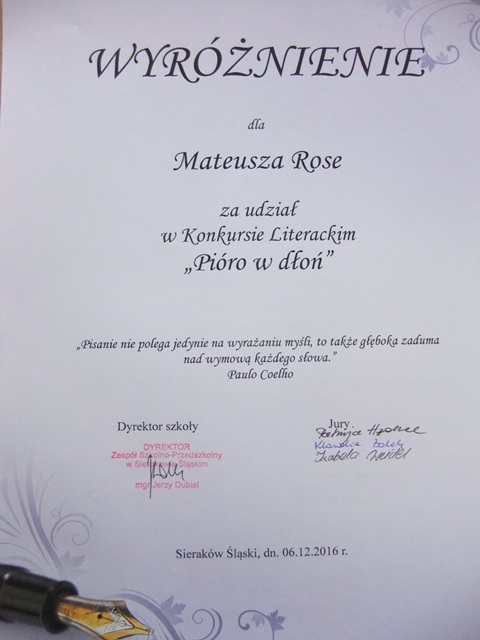 WYRÓŻNIENIE
dla
Mateusza Rose
za udział
w Konkursie Literackim
„Pióro w dłoń”
„Pisanie nie polega jedynie na wyrażaniu myśli, to także głęboka zaduma
nad wymową każdego słowa.”
Paulo Coelho
Dyrektor szkoły
DYREKTOR
Zespół Szkolno-Przedszkolny
w Sierakowie Śląskim
mgr Jerzy Dubiel
Jury
Izabela
Sieraków Śląski, dn. 06.12.2016 r.